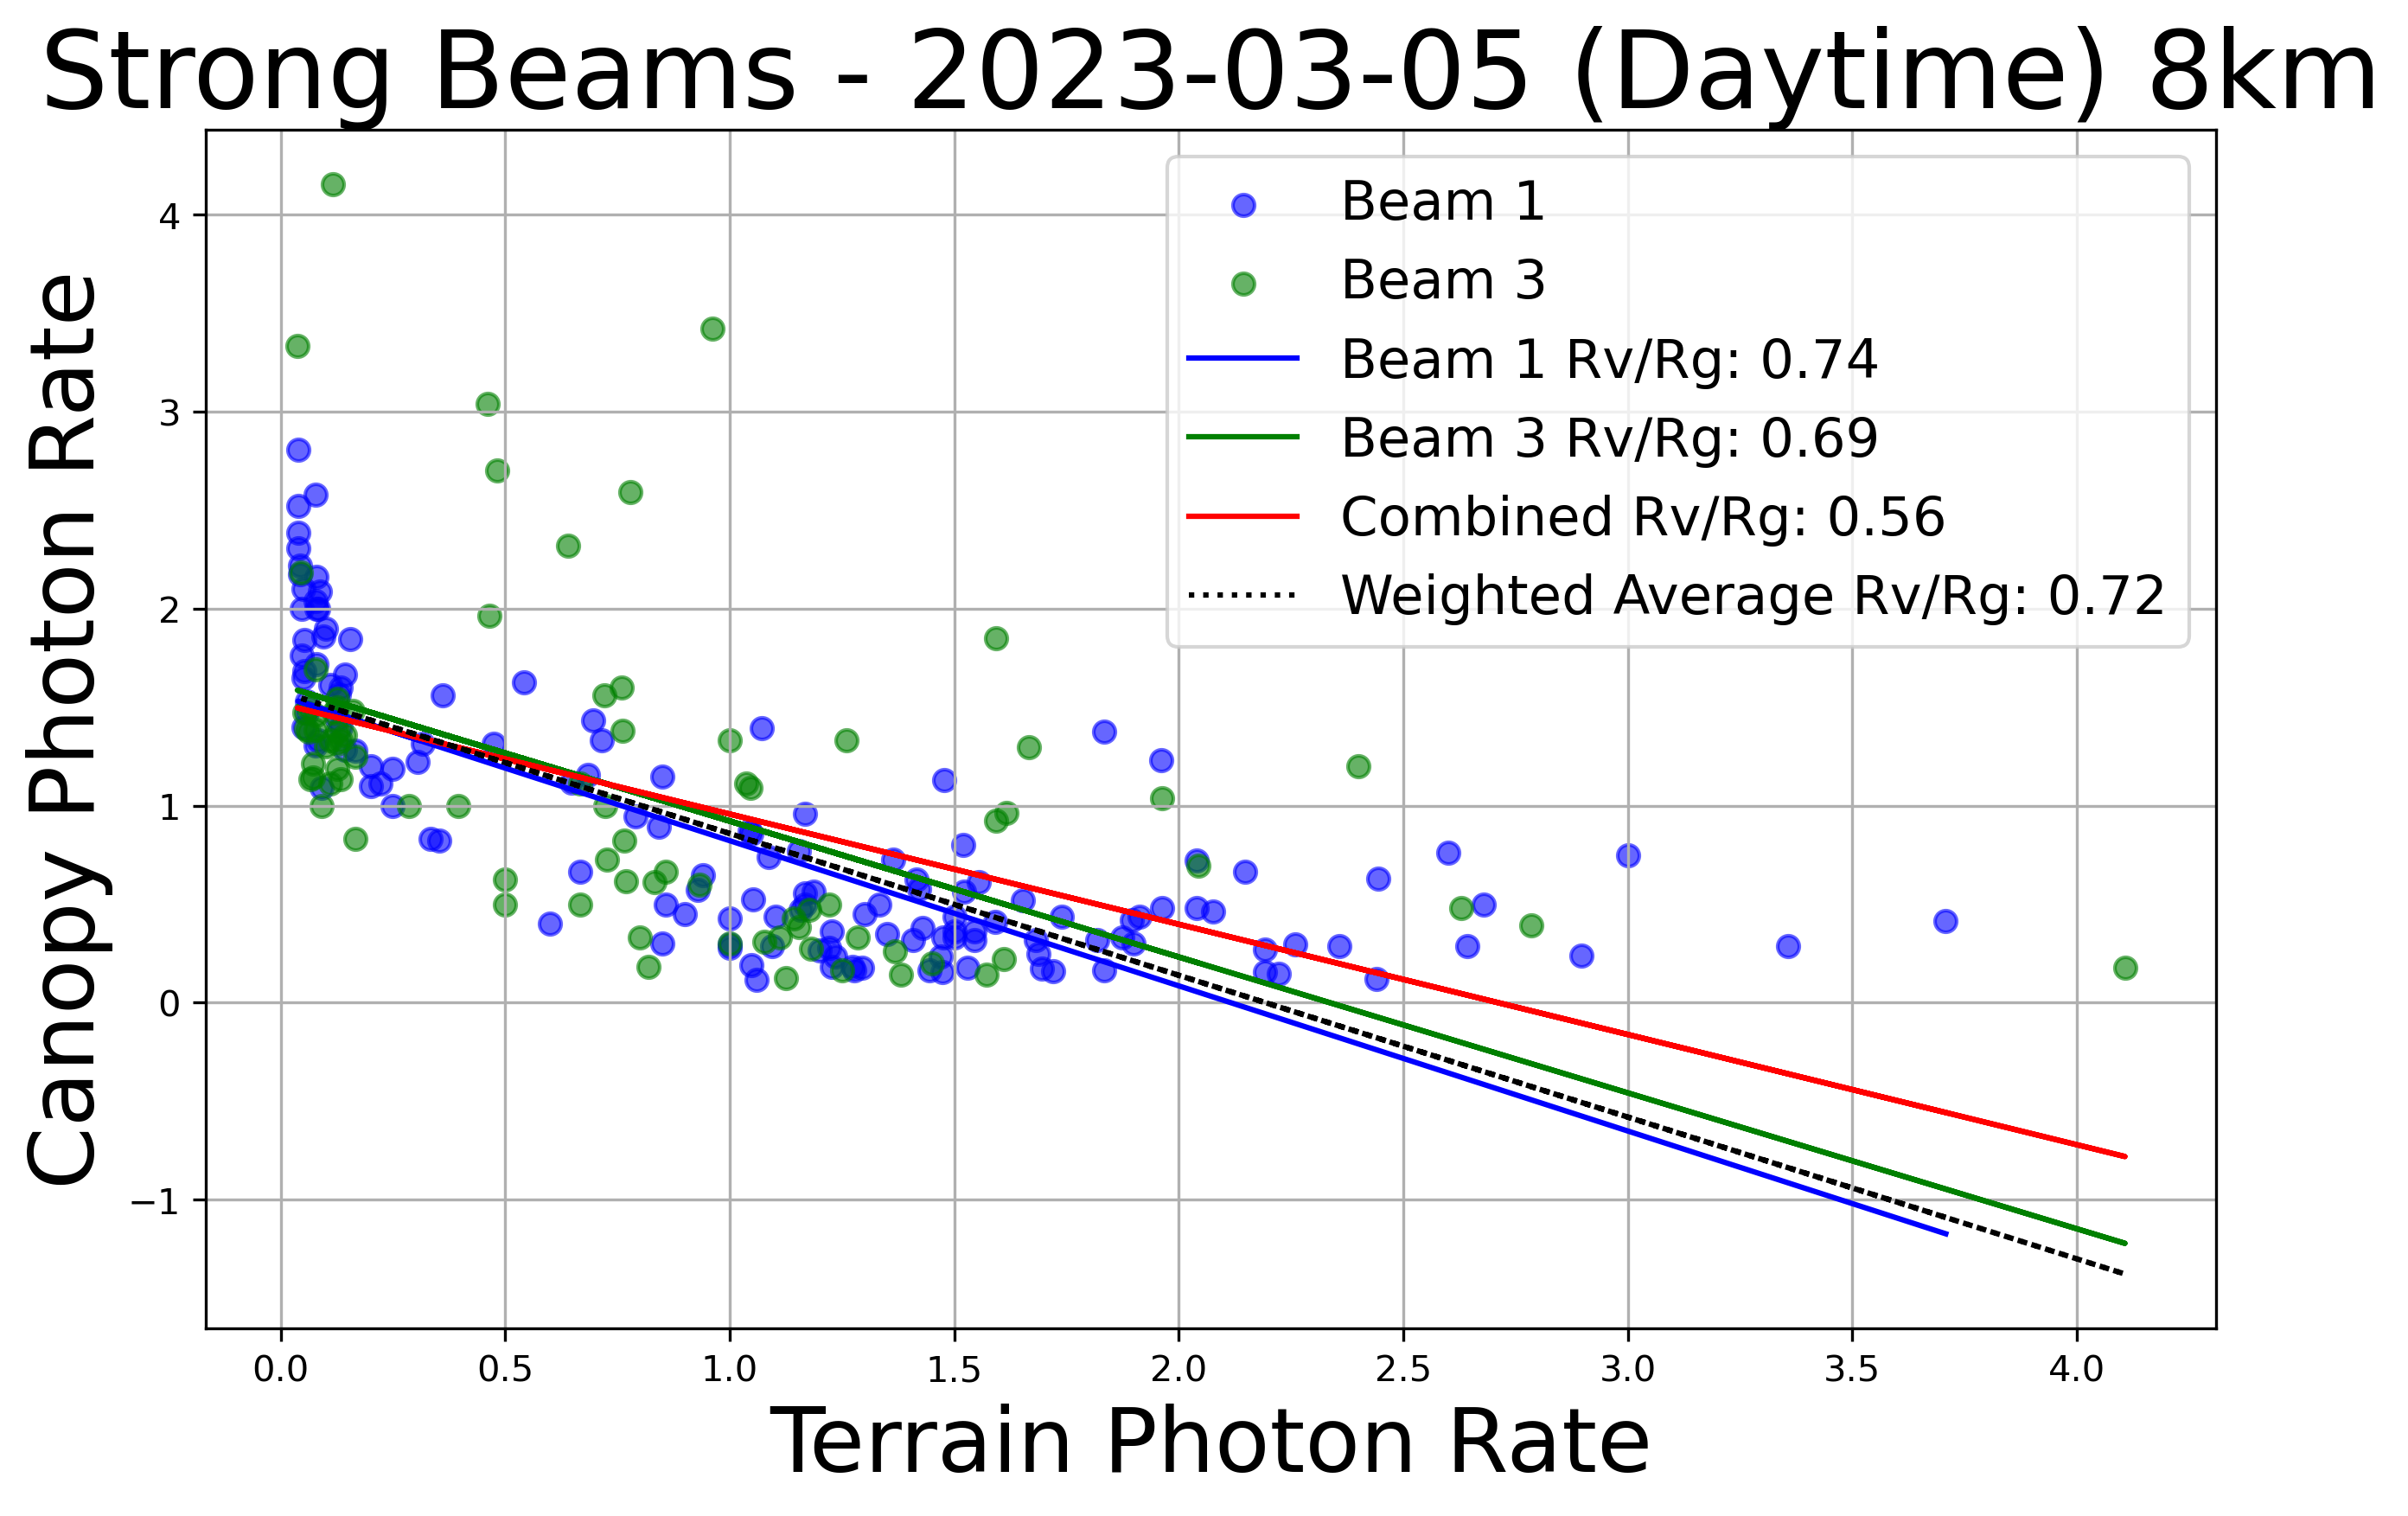 Strong Beams - 2023-03-05 (Daytime) 8km
Canopy Photon Rate
4
3
2
1
0
−1
Beam 1
Beam 3
Beam 1 Rv/Rg: 0.74
Beam 3 Rv/Rg: 0.69
Combined Rv/Rg: 0.56
Weighted Average Rv/Rg: 0.72
0.0 0.5 1.0 1.5 2.0 2.5 3.0 3.5 4.0
Terrain Photon Rate